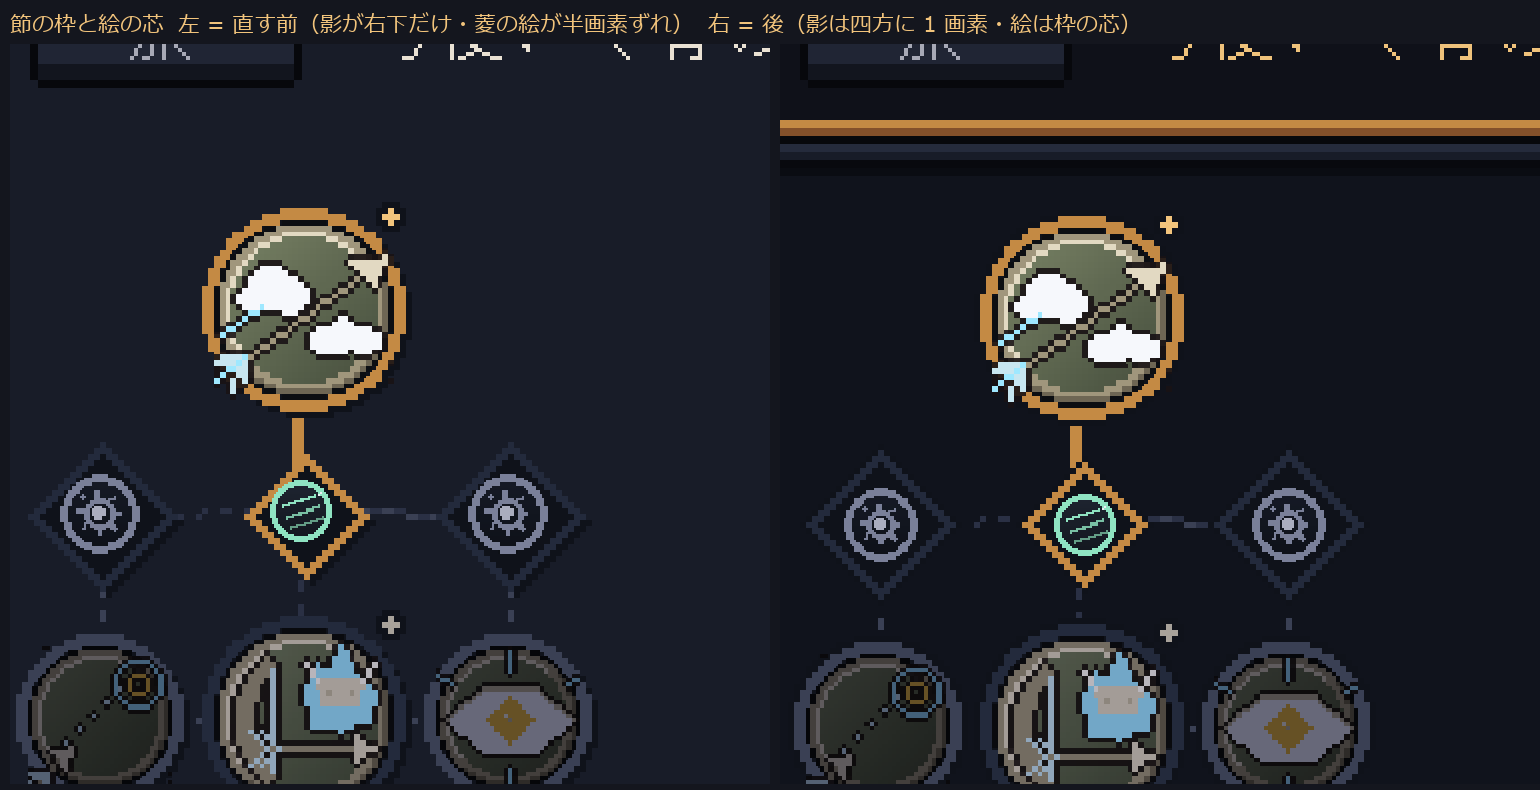 節の枠と絵の芯 左 = 直す前（影が右下だけ・菱の絵が半画素ずれ） 右 = 後（影は四方に 1 画素・絵は枠の芯）